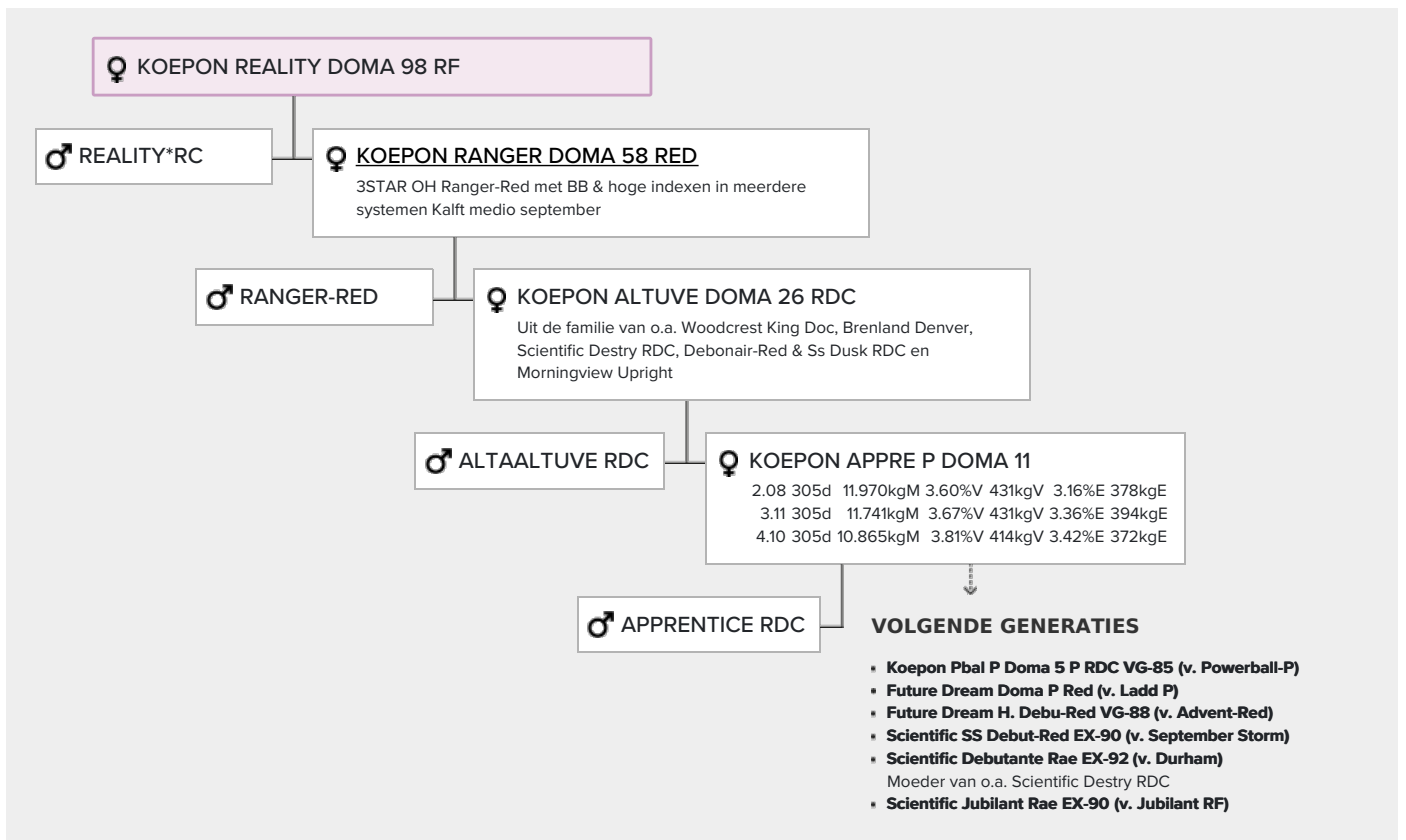 KOEPON REALITY DOMA 98 RF
REALITY*RC
KOEPON RANGER DOMA 58 RED
3STAR OH Ranger-Red met BB & hoge indexen in meerdere
systemen Kalft medio september
RANGER-RED
KOEPON ALTUVE DOMA 26 RDC
Uit de familie van o.a. Woodcrest King Doc, Brenland Denver,
Scientific Destry RDC, Debonair-Red & Ss Dusk RDC en
Morningview Upright
ALTAALTUVE RDC
KOEPON APPRE P DOMA 11
2.08 305d 11.970kgM 3.60%V 431kgV 3.16%E 378kgE
3.11 305d 11.741kgM 3.67%V 431kgV 3.36%E 394kgE
4.10 305d 10.865kgM 3.81%V 414kgV 3.42%E 372kgE
APPRENTICE RDC
VOLGENDE GENERATIES
Koepon Pbal P Doma 5 P RDC VG-85 (v. Powerball-P)
Future Dream Doma P Red (v. Ladd P)
Future Dream H. Debu-Red VG-88 (v. Advent-Red)
Scientific SS Debut-Red EX-90 (v. September Storm)
Scientific Debutante Rae EX-92 (v. Durham)
Moeder van o.a. Scientific Destry RDC
Scientific Jubilant Rae EX-90 (v. Jubilant RF)